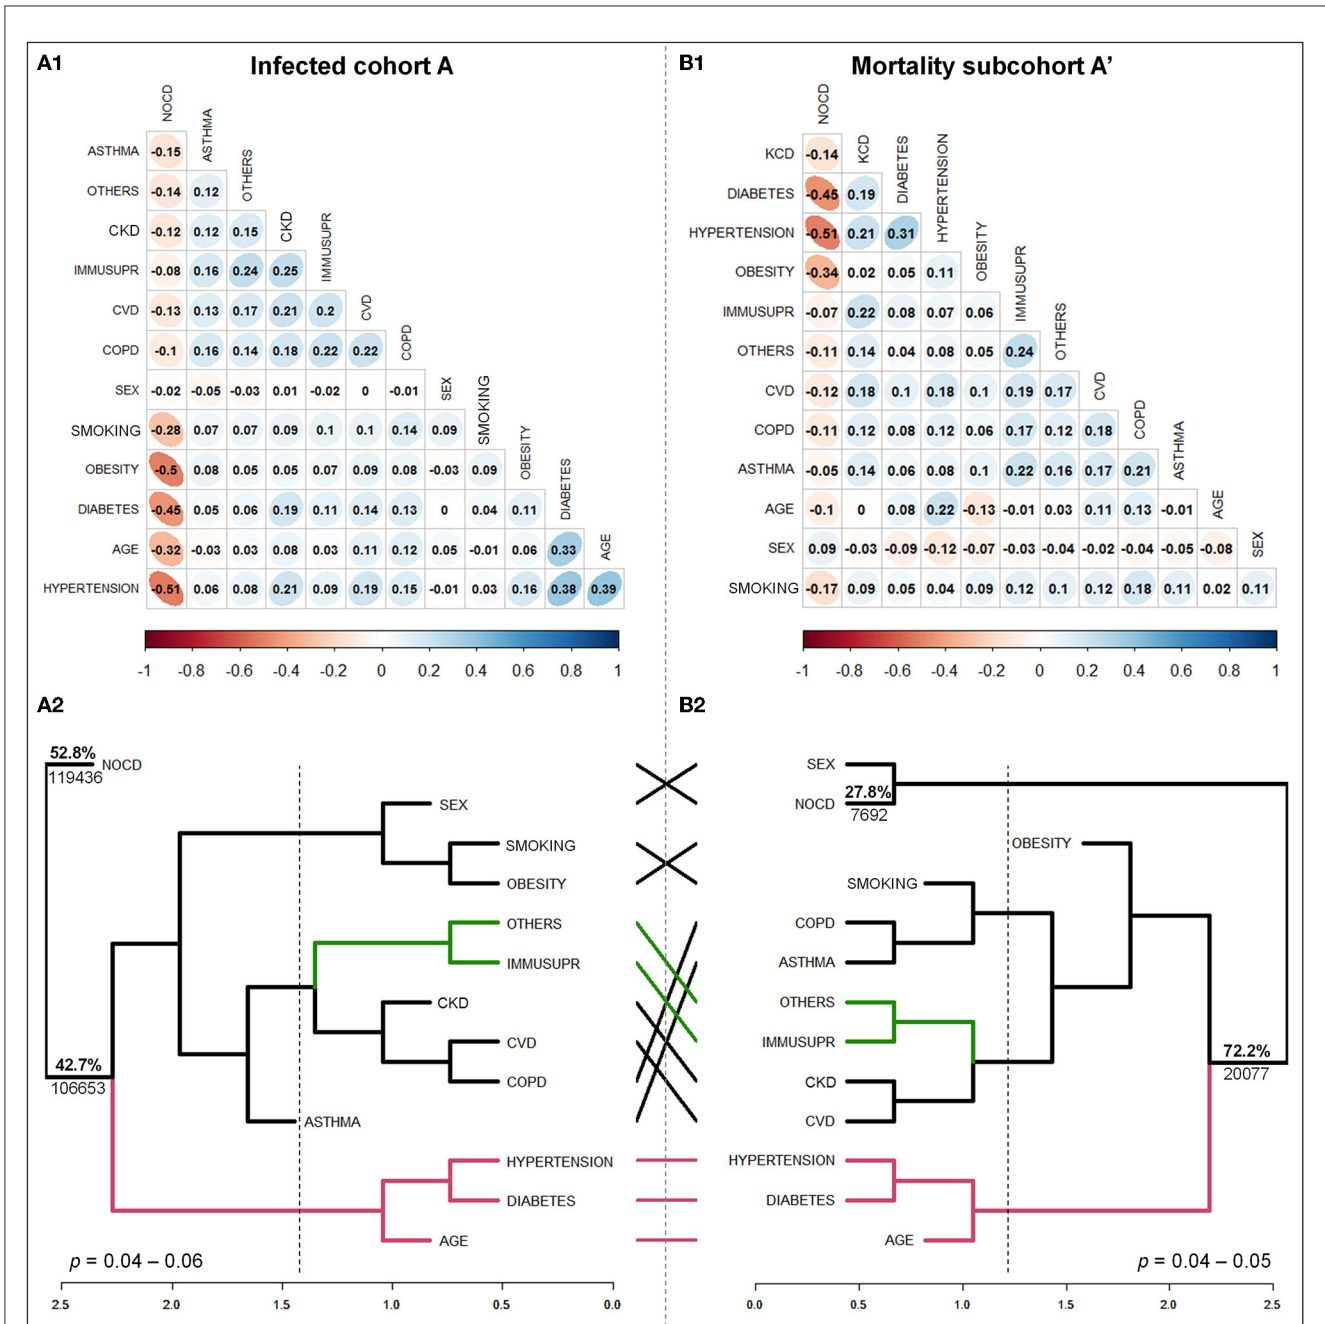 A1
Infected cohort A
NOCD
ASTHMA -0.15 ASTHMA
OTHERS -0.14 0.12 OTHERS
CKD -0.12 0.12 0.15 CKD
IMMUSUPR -0.08 0.16 0.24 0.25 IMMUSUPR
CVD -0.13 0.13 0.17 0.21 0.2 CVD
COPD -0.1 0.16 0.14 0.18 0.22 0.22 COPD
SEX -0.02 -0.05 -0.03 0.01 -0.02 0 -0.01 SEX
SMOKING -0.28 0.07 0.07 0.09 0.1 0.1 0.14 0.09 SMOKING
OBESITY -0.5 0.08 0.05 0.05 0.07 0.09 0.08 -0.03 0.09 OBESITY
DIABETES -0.45 0.05 0.06 0.19 0.11 0.14 0.13 0 0.04 0.11 DIABETES
AGE -0.32 -0.03 0.03 0.08 0.03 0.11 0.12 0.05 -0.01 0.06 0.33 AGE
HYPERTENSION -0.51 0.06 0.08 0.21 0.09 0.19 0.15 -0.01 0.03 0.16 0.38 0.39
-1 -0.8 -0.6 -0.4 -0.2 0 0.2 0.4 0.6 0.8 1
B1
Mortality subcohort A’
NOCD
KCD -0.14 KCD
DIABETES -0.45 0.19 DIABETES
HYPERTENSION -0.51 0.21 0.31 HYPERTENSION
OBESITY -0.34 0.02 0.05 0.11 OBESITY
IMMUSUPR -0.07 0.22 0.08 0.07 0.06 IMMUSUPR
OTHERS -0.11 0.14 0.04 0.08 0.05 0.24 OTHERS
CVD -0.12 0.18 0.1 0.18 0.1 0.19 0.17 CVD
COPD -0.11 0.12 0.08 0.12 0.06 0.17 0.12 0.18 COPD
ASTHMA -0.05 0.14 0.06 0.08 0.1 0.22 0.16 0.17 0.21 ASTHMA
AGE -0.1 0 0.08 0.22 -0.13 -0.01 0.03 0.11 0.13 -0.01 AGE
SEX 0.09 -0.03 -0.09 -0.12 -0.07 -0.03 -0.04 -0.02 -0.04 -0.05 -0.08 SEX
SMOKING -0.17 0.09 0.05 0.04 0.09 0.12 0.1 0.12 0.18 0.11 0.02 0.11
-1 -0.8 -0.6 -0.4 -0.2 0 0.2 0.4 0.6 0.8 1
A2
52.8%
NOCD
119436
SEX
SMOKING
OBESITY
OTHERS
IMMUSUPR
CKD
CVD
42.7%
COPD
106653
ASTHMA
HYPERTENSION
DIABETES
AGE
p = 0.04 – 0.06
2.5 2.0 1.5 1.0 0.5 0.0
B2
SEX
27.8%
NOCD
7692
OBESITY
SMOKING
COPD
ASTHMA
OTHERS
IMMUSUPR
72.2%
20077
CKD
CVD
HYPERTENSION
DIABETES
AGE
p = 0.04 – 0.05
0.0 0.5 1.0 1.5 2.0 2.5